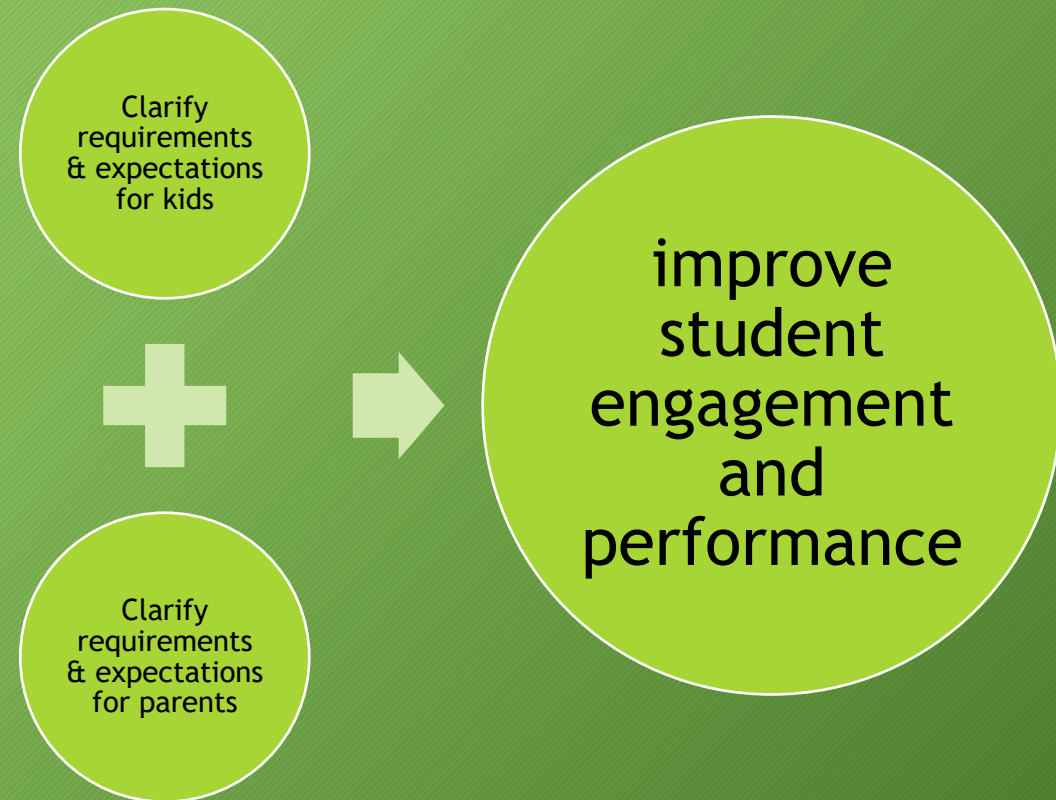 Clarify
requirements
& expectations
for kids
Clarify
requirements
& expectations
for parents
improve
student
engagement
and
performance